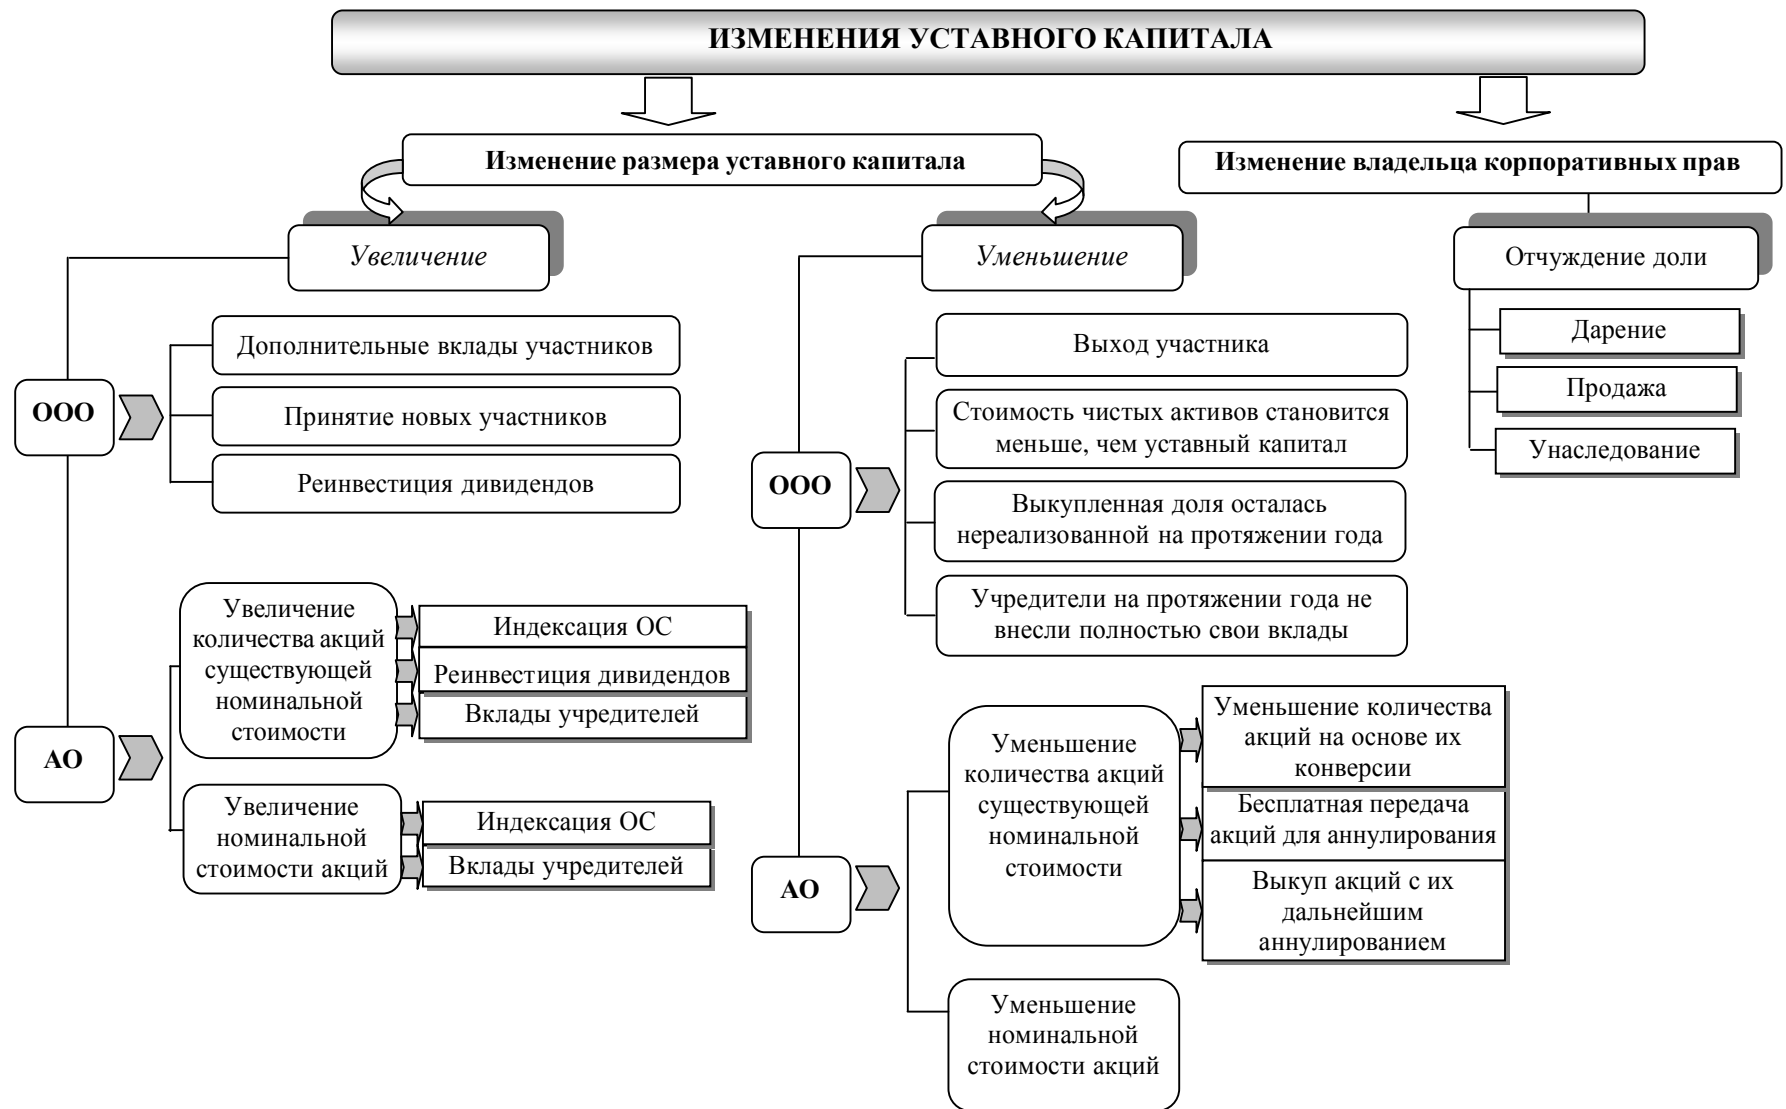 ИЗМЕНЕНИЯ УСТАВНОГО КАПИТАЛА
Изменение размера уставного капитала
Изменение владельца корпоративных прав
Увеличение
ООО
Дополнительные вклады участников
Принятие новых участников
Реинвестиция дивидендов
АО
Увеличение
количества акций
существующей
номинальной
стоимости
Индексация ОС
Реинвестиция дивидендов
Вклады учредителей
Увеличение
номинальной
стоимости акций
Индексация ОС
Вклады учредителей
Уменьшение
ООО
Выход участника
Стоимость чистых активов становится
меньше, чем уставный капитал
Выкупленная доля осталась
нереализованной на протяжении года
Учредители на протяжении года не
внесли полностью свои вклады
АО
Уменьшение
количества акций
существующей
номинальной
стоимости
Уменьшение количества
акций на основе их
конверсии
Бесплатная передача
акций для аннулирования
Выкуп акций с их
дальнейшим
аннулированием
Уменьшение
номинальной
стоимости акций
Отчуждение доли
Дарение
Продажа
Унаследование